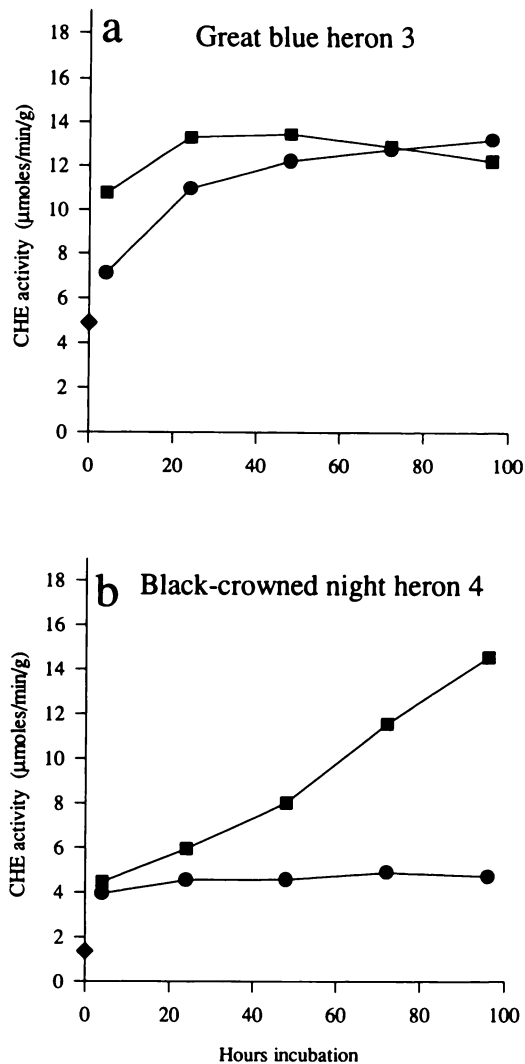 a
Great blue heron 3
CHE activity (μmoles/min/g)
18
16
14
12
10
8
6
4
2
0
0 20 40 60 80 100
b
Black-crowned night heron 4
CHE activity (μmoles/min/g)
18
16
14
12
10
8
6
4
2
0
0 20 40 60 80 100
Hours incubation